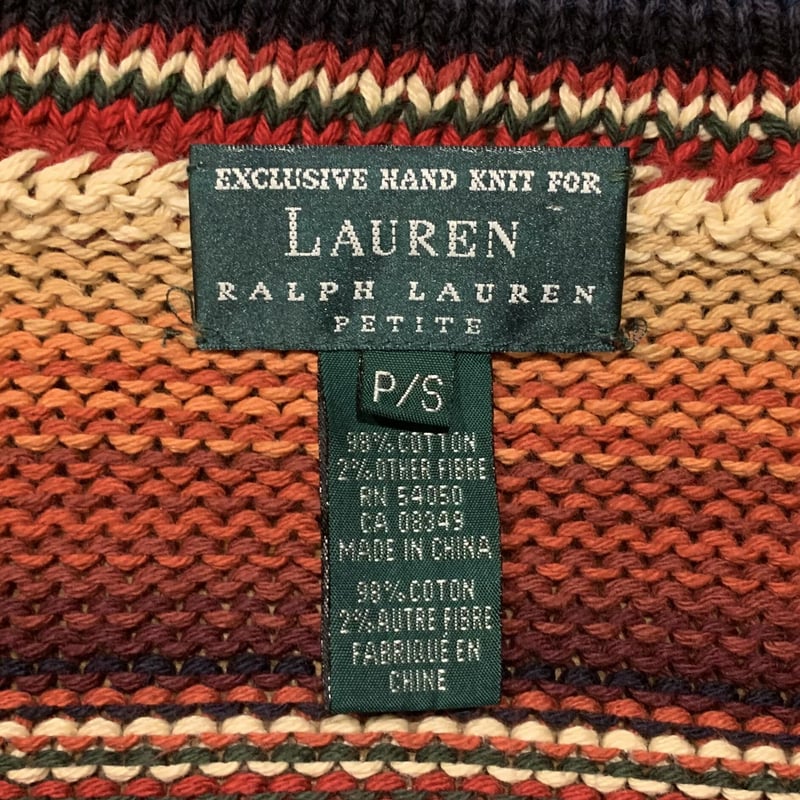 EXCLUSIVE HAND KNIT FOR
LAUREN
RALPH LAUREN
PETITE
P/S
98% COTTON
2% OTHER FIBRE
RN 54050
CA 08349
MADE IN CHINA
98% COTON
2% AUTRE FIBRE
FABRIQUÉ EN
CHINE